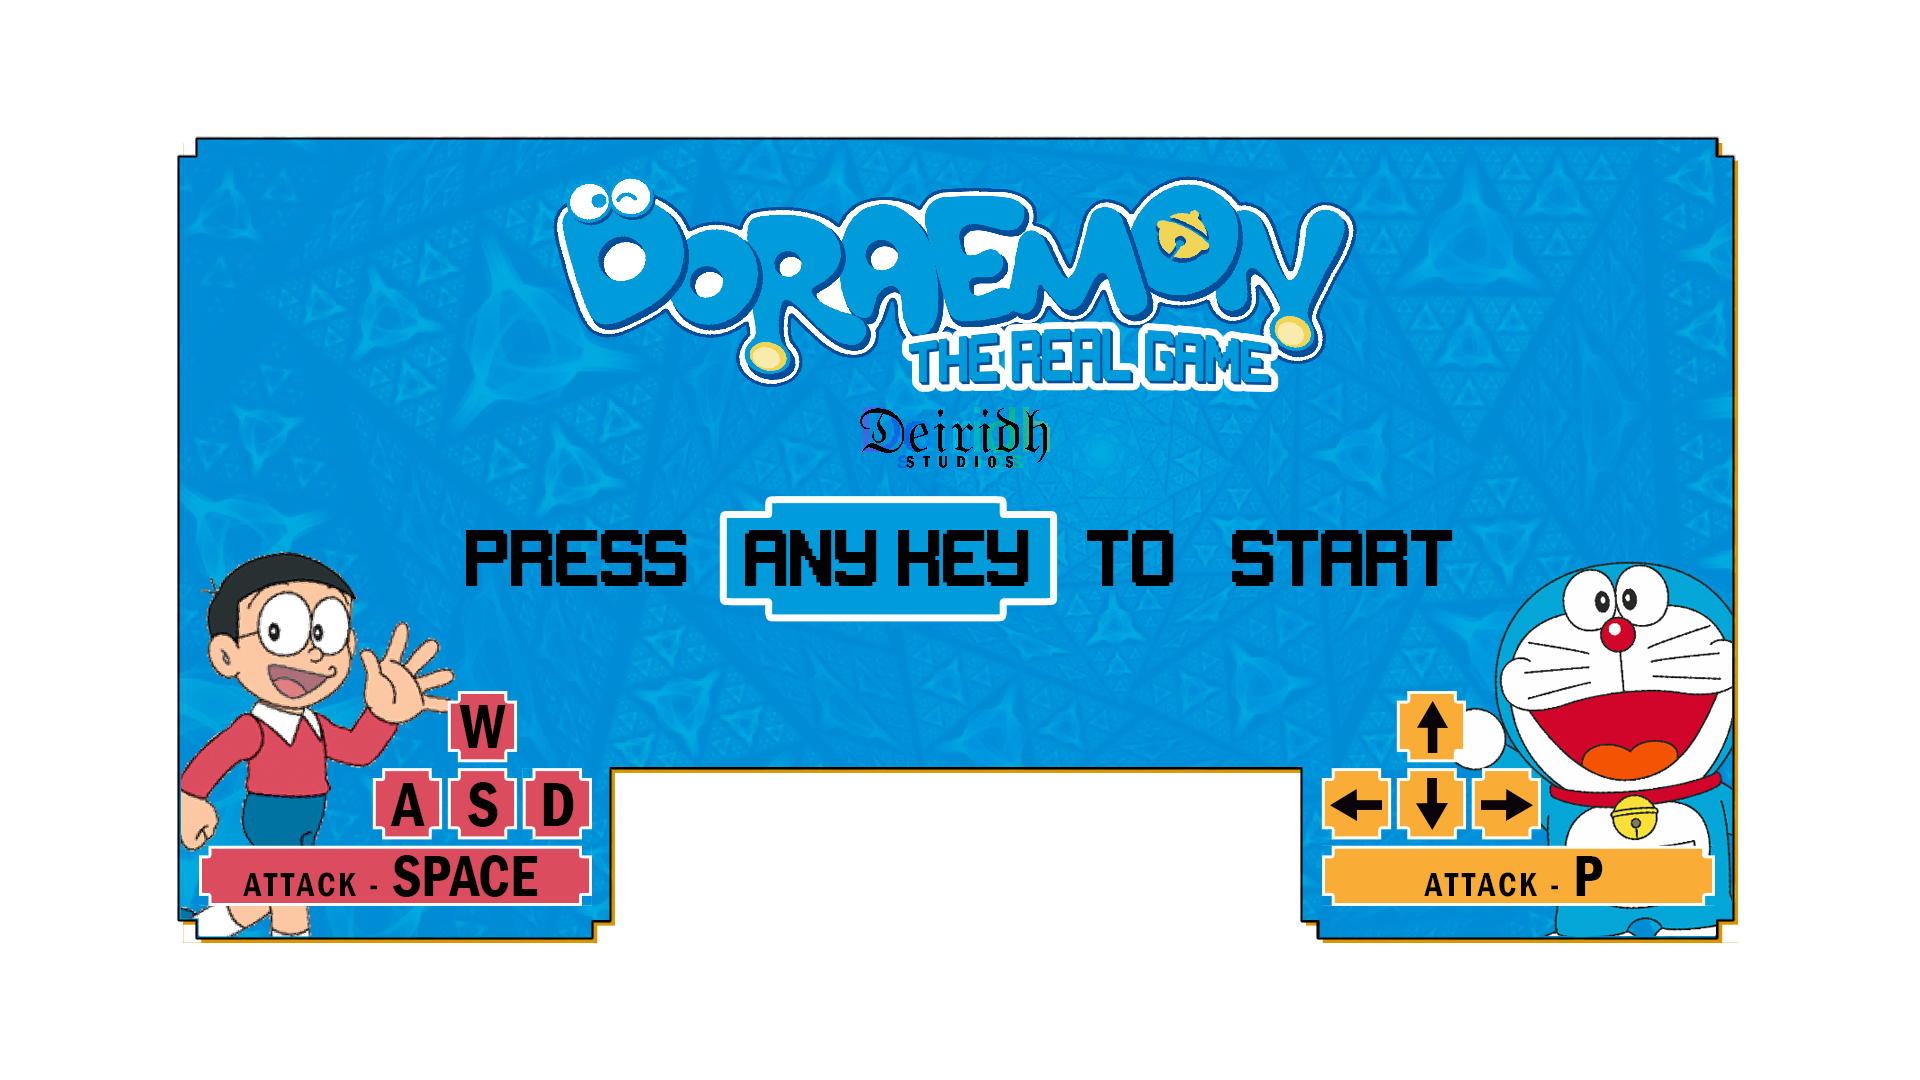 DORAEMON
THE REAL GAME
Deiridh
STUDIOS
PRESS ANY KEY TO START
W
A S D
ATTACK - SPACE
↑
← ↓ →
ATTACK - P